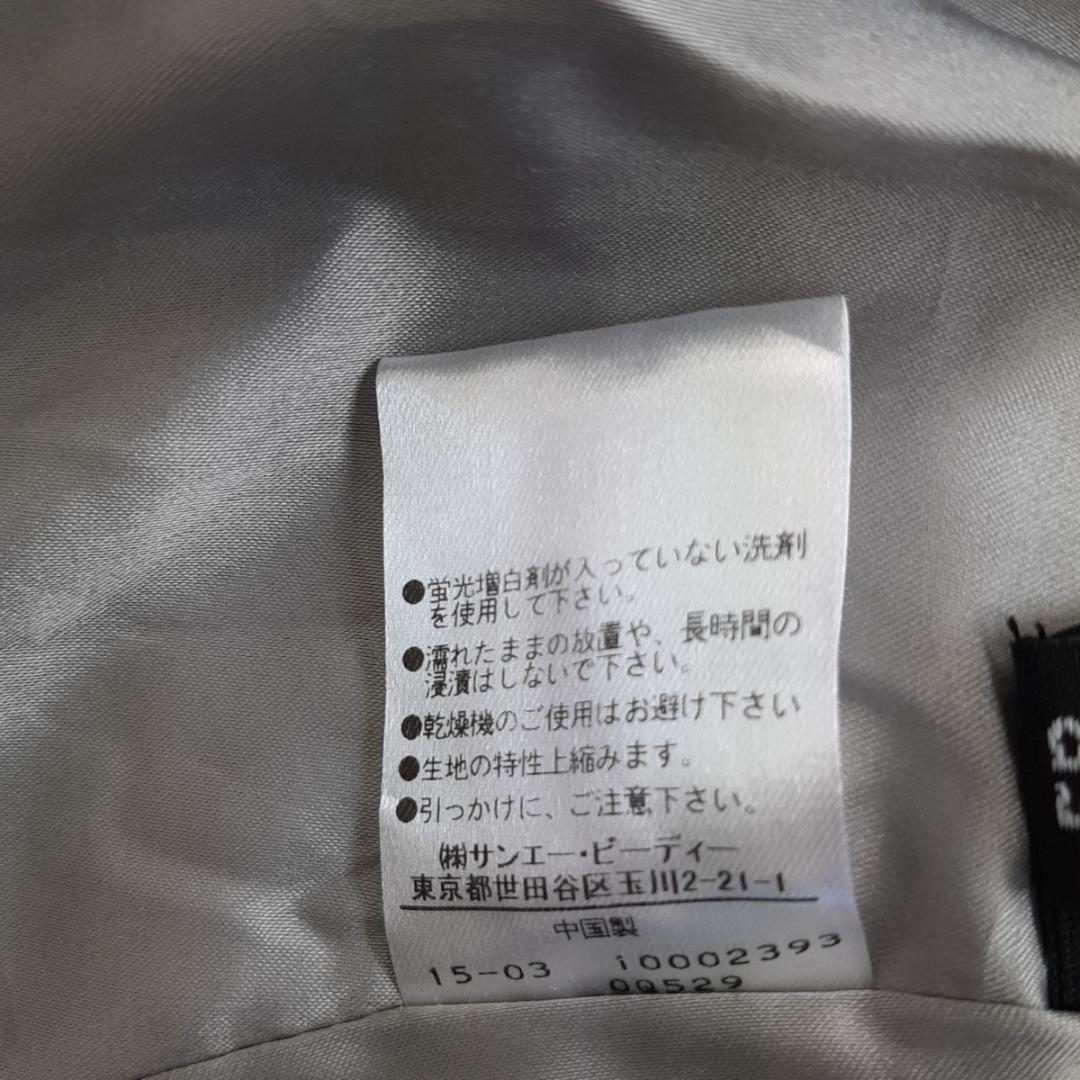 ●蛍光増白剤が入っていない洗剤
を使用して下さい。
●濡れたままの放置や、長時間の
浸漬はしないで下さい。
●乾燥機のご使用はお避け下さい
●生地の特性上縮みます。
●引っかけに、ご注意下さい。
㈱サンエー・ビーディー
東京都世田谷区玉川2-21-1
中国製
15-03 i0002393
0Q529